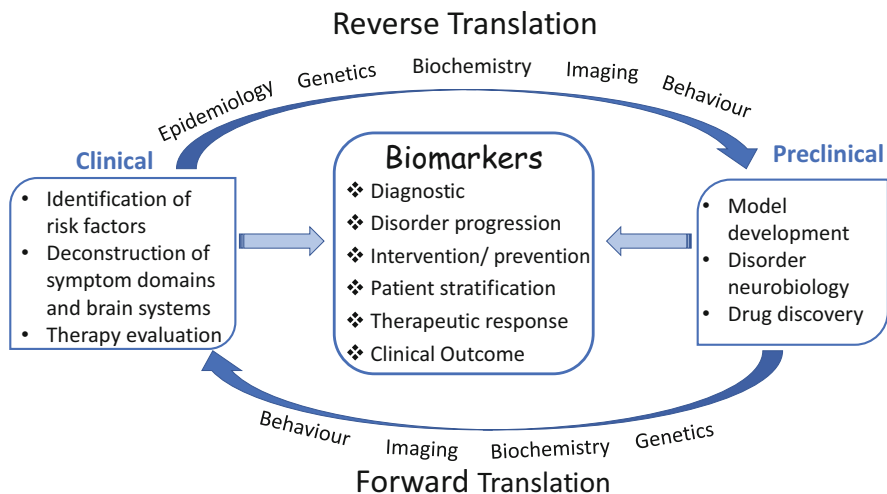 Reverse Translation
Epidemiology Genetics Biochemistry Imaging Behaviour
Clinical
• Identification of
risk factors
• Deconstruction of
symptom domains
and brain systems
• Therapy evaluation
Biomarkers
❖ Diagnostic
❖ Disorder progression
❖ Intervention/ prevention
❖ Patient stratification
❖ Therapeutic response
❖ Clinical Outcome
Preclinical
• Model
development
• Disorder
neurobiology
• Drug discovery
Behaviour Imaging Biochemistry Genetics
Forward Translation